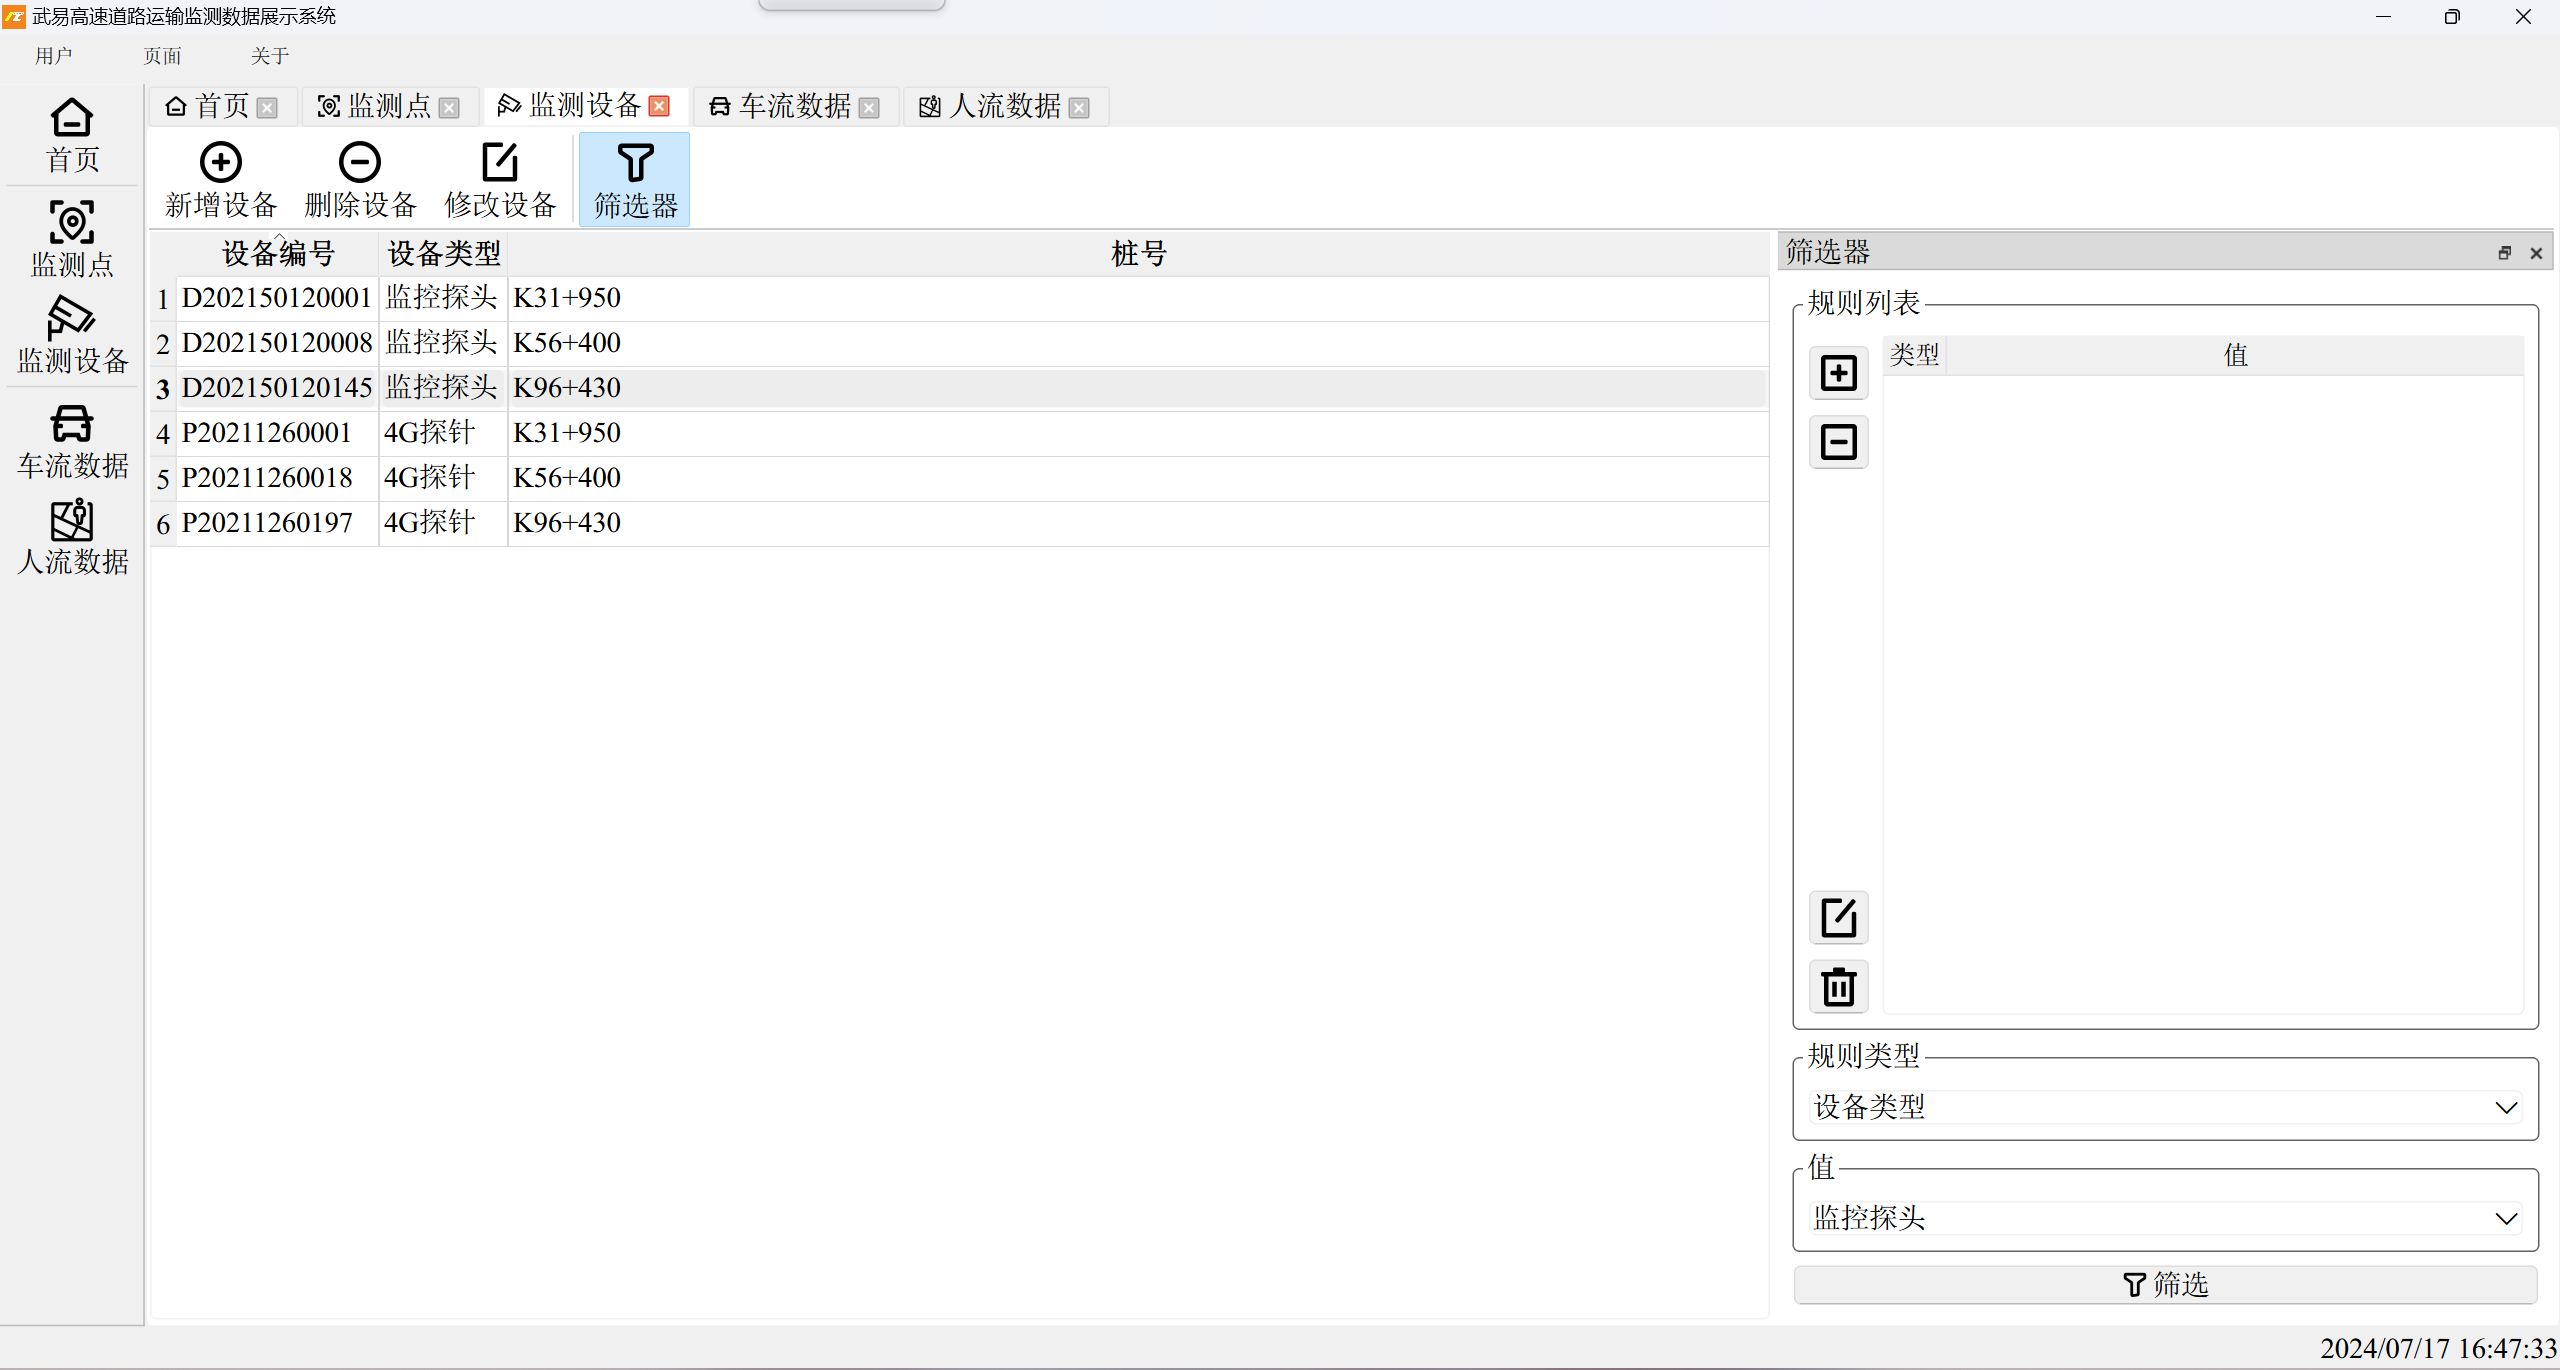 武易高速道路运输监测数据展示系统
用户 页面 关于
首页
监测点
监测设备
车流数据
人流数据
首页 监测点 监测设备 车流数据 人流数据
新增设备 删除设备 修改设备 筛选器
设备编号 设备类型 桩号
1 D202150120001 监控探头 K31+950
2 D202150120008 监控探头 K56+400
3 D202150120145 监控探头 K96+430
4 P20211260001 4G探针 K31+950
5 P20211260018 4G探针 K56+400
6 P20211260197 4G探针 K96+430
筛选器
规则列表
类型 值
规则类型
设备类型
值
监控探头
筛选
2024/07/17 16:47:33